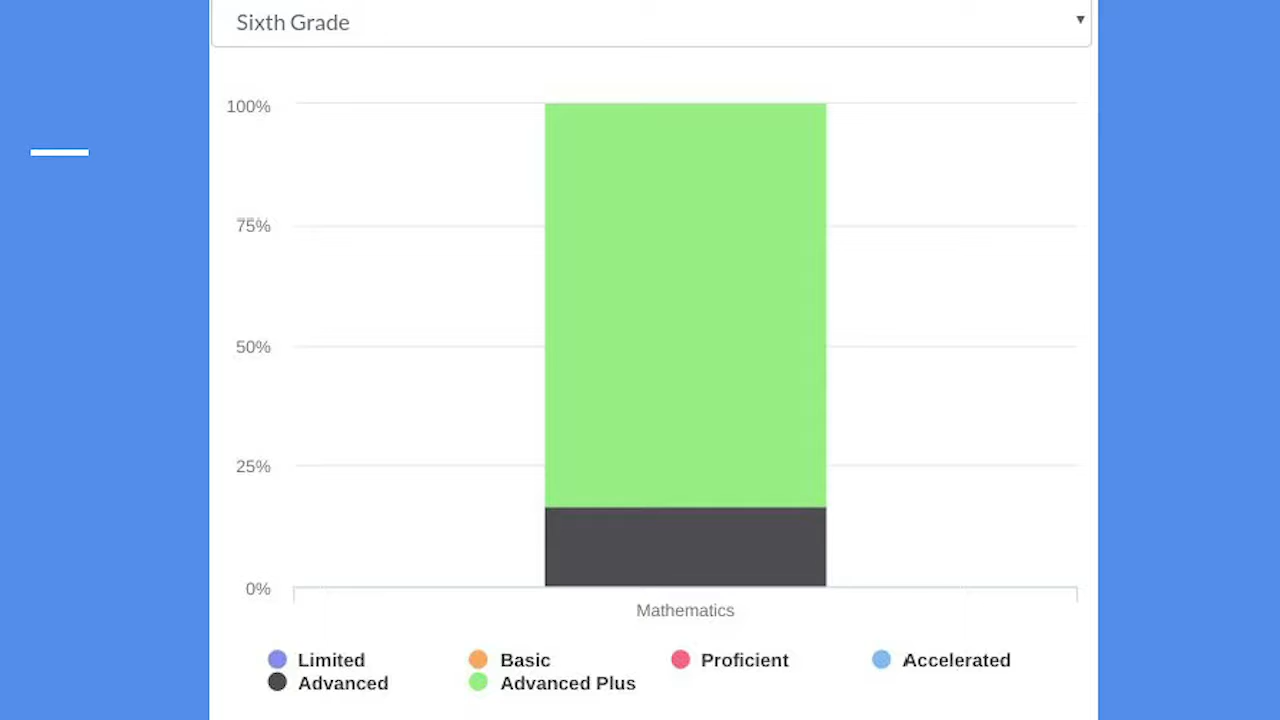 Sixth Grade
100%
75%
50%
25%
0%
Mathematics
Limited Basic Proficient Accelerated
Advanced Advanced Plus